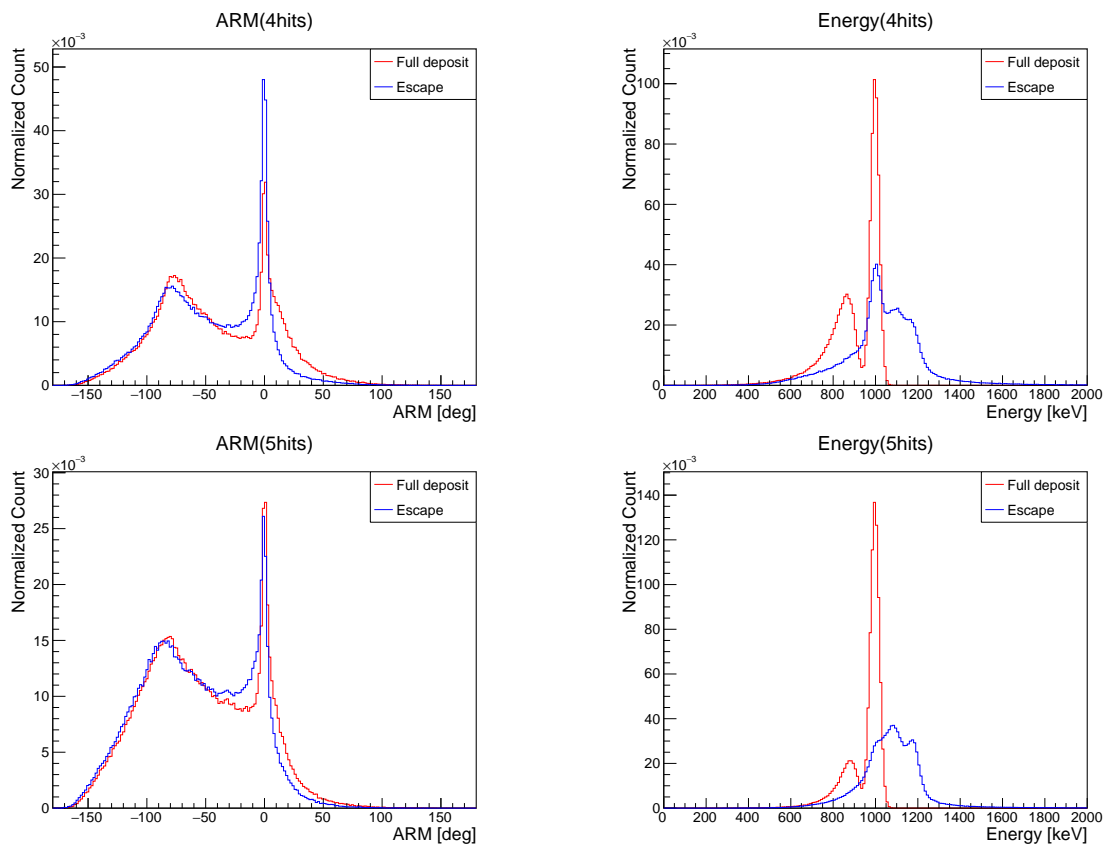 ARM(4hits)
×10⁻³
Normalized Count
50
40
30
20
10
0
−150 −100 −50 0 50 100 150
ARM [deg]
Full deposit
Escape
Energy(4hits)
×10⁻³
Normalized Count
100
80
60
40
20
0
0 200 400 600 800 1000 1200 1400 1600 1800 2000
Energy [keV]
Full deposit
Escape
ARM(5hits)
×10⁻³
Normalized Count
30
25
20
15
10
5
0
−150 −100 −50 0 50 100 150
ARM [deg]
Full deposit
Escape
Energy(5hits)
×10⁻³
Normalized Count
140
120
100
80
60
40
20
0
0 200 400 600 800 1000 1200 1400 1600 1800 2000
Energy [keV]
Full deposit
Escape